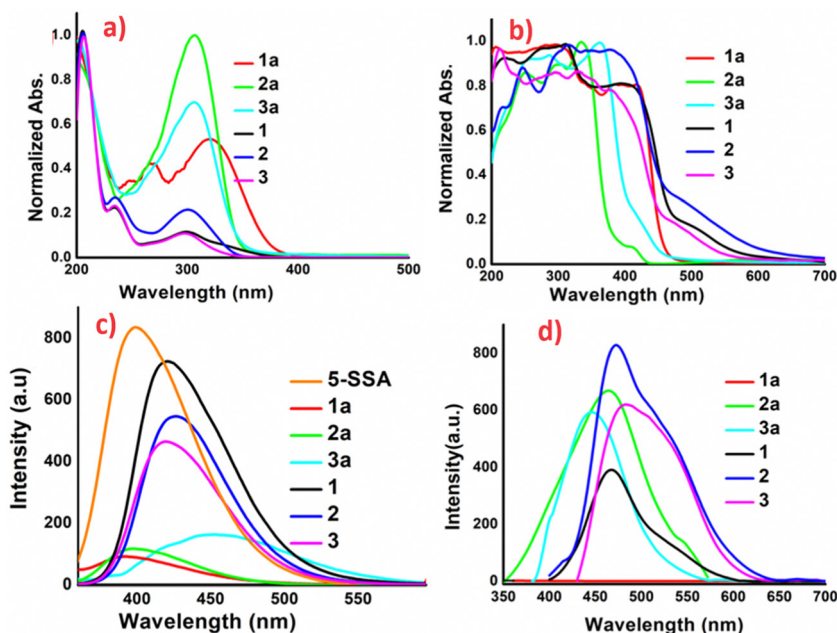 a)
Normalized Abs.
1.0
0.8
0.6
0.4
0.2
0.0
1a
2a
3a
1
2
3
200 300 400 500
Wavelength (nm)
b)
Normalized Abs.
1.0
0.8
0.6
0.4
0.2
0.0
1a
2a
3a
1
2
3
200 300 400 500 600 700
Wavelength (nm)
c)
Intensity (a.u)
800
600
400
200
0
5-SSA
1a
2a
3a
1
2
3
400 450 500 550
Wavelength (nm)
d)
Intensity(a.u.)
800
600
400
200
0
1a
2a
3a
1
2
3
350 400 450 500 550 600 650 700
Wavelength (nm)